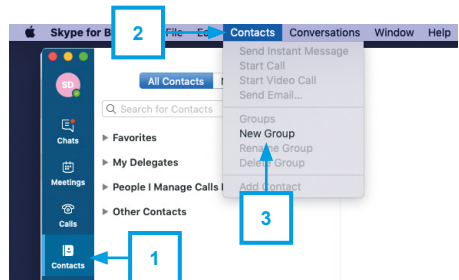 Skype for B File Contacts Conversations Window Help
2
Send Instant Message
Start Call
Start Video Call
Send Email...
Groups
New Group
Rename Group
Delete Group
Add Contact
3
SD
All Contacts
Search for Contacts
Favorites
My Delegates
People I Manage Calls
Other Contacts
Chats
Meetings
Calls
Contacts
1